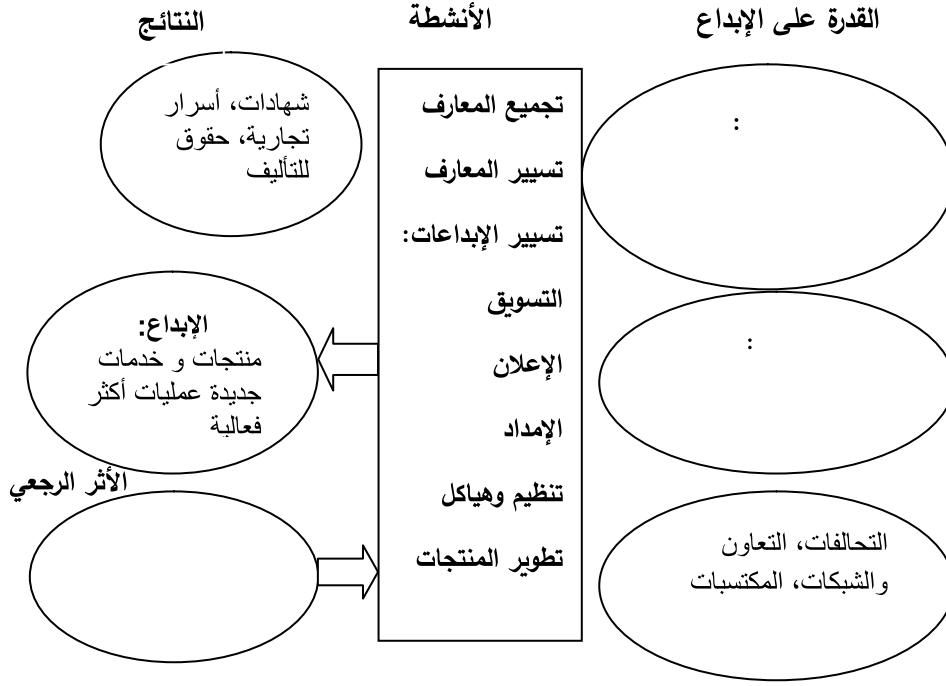 القدرة على الإبداع
الأنشطة
النتائج
:
:
التحالفات، التعاون
والشبكات، المكتسبات
تجميع المعارف
تسيير المعارف
تسيير الإبداعات:
التسويق
الإعلان
الإمداد
تنظيم وهياكل
تطوير المنتجات
شهادات، أسرار
تجارية، حقوق
للتأليف
الإبداع:
منتجات و خدمات
جديدة عمليات أكثر
فعالية
الأثر الرجعي